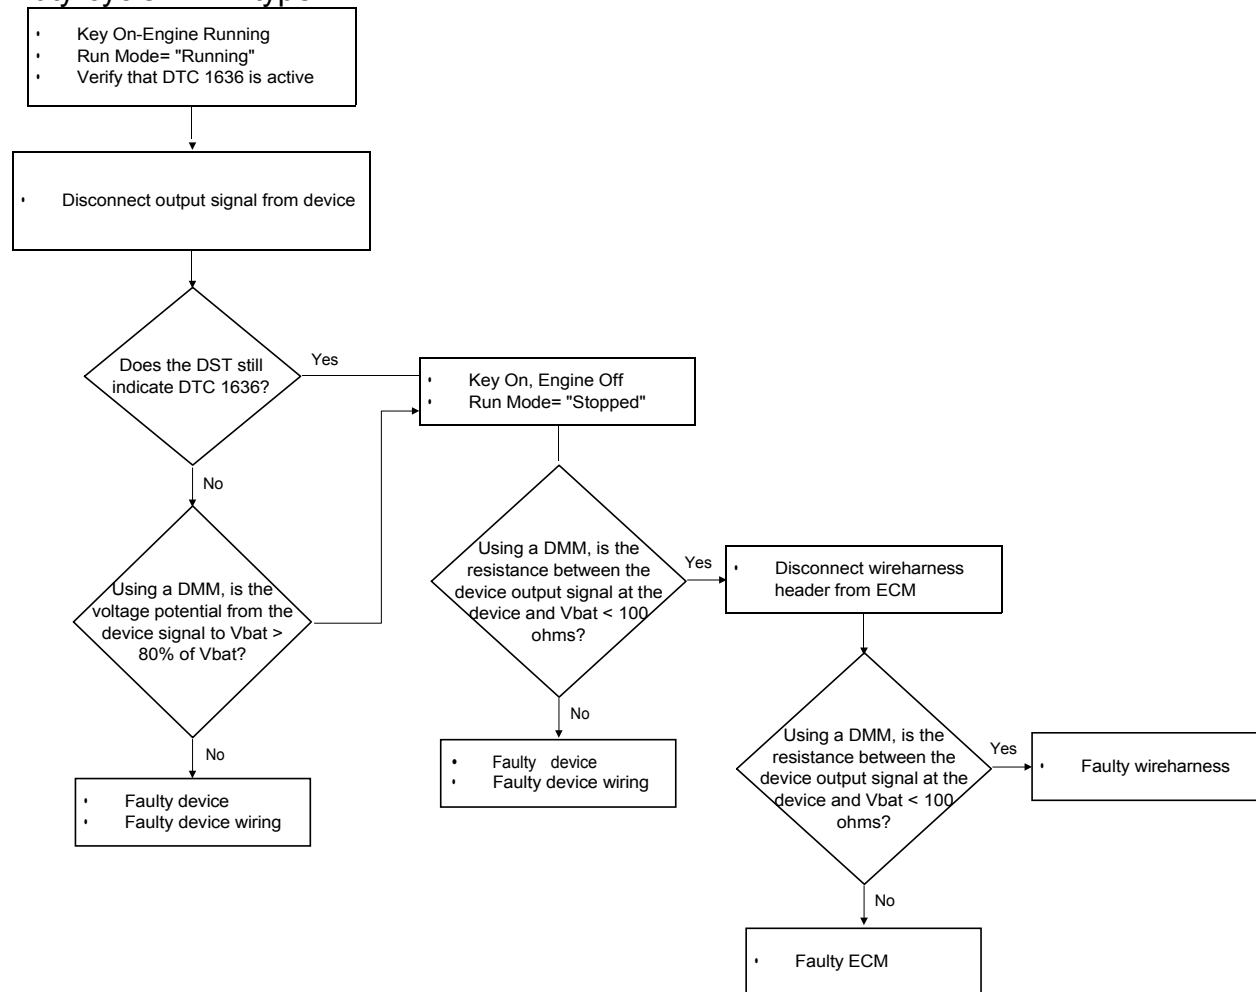 • Key On-Engine Running
• Run Mode= "Running"
• Verify that DTC 1636 is active
• Disconnect output signal from device
Does the DST still
indicate DTC 1636?
Yes
• Key On, Engine Off
• Run Mode= "Stopped"
No
Using a DMM, is the
voltage potential from the
device signal to Vbat >
80% of Vbat?
No
• Faulty device
• Faulty device wiring
Using a DMM, is the
resistance between the
device output signal at the
device and Vbat < 100
ohms?
Yes
• Disconnect wireharness
header from ECM
No
• Faulty device
• Faulty device wiring
Using a DMM, is the
resistance between the
device output signal at the
device and Vbat < 100
ohms?
Yes
• Faulty wireharness
No
• Faulty ECM